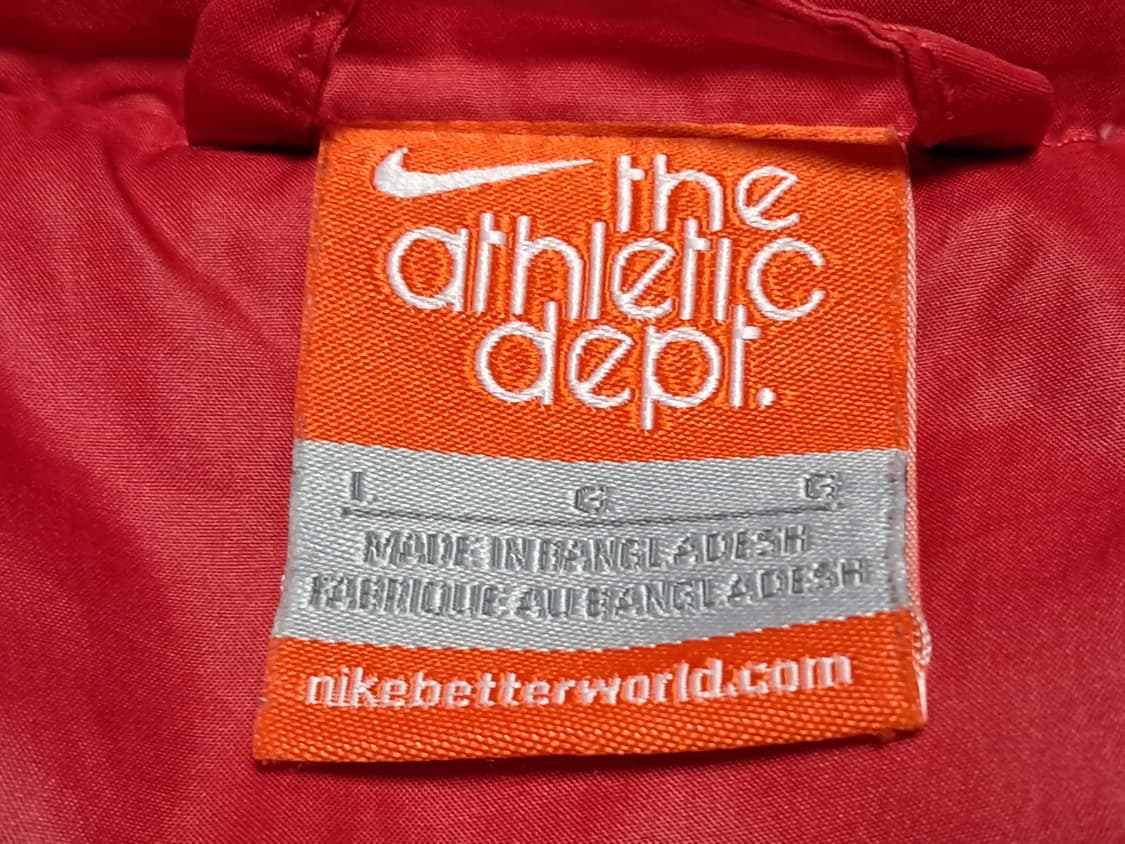 the
athletic
dept.
L G G
MADE IN BANGLADESH
FABRIQUE AU BANGLADESH
nikebetterworld.com